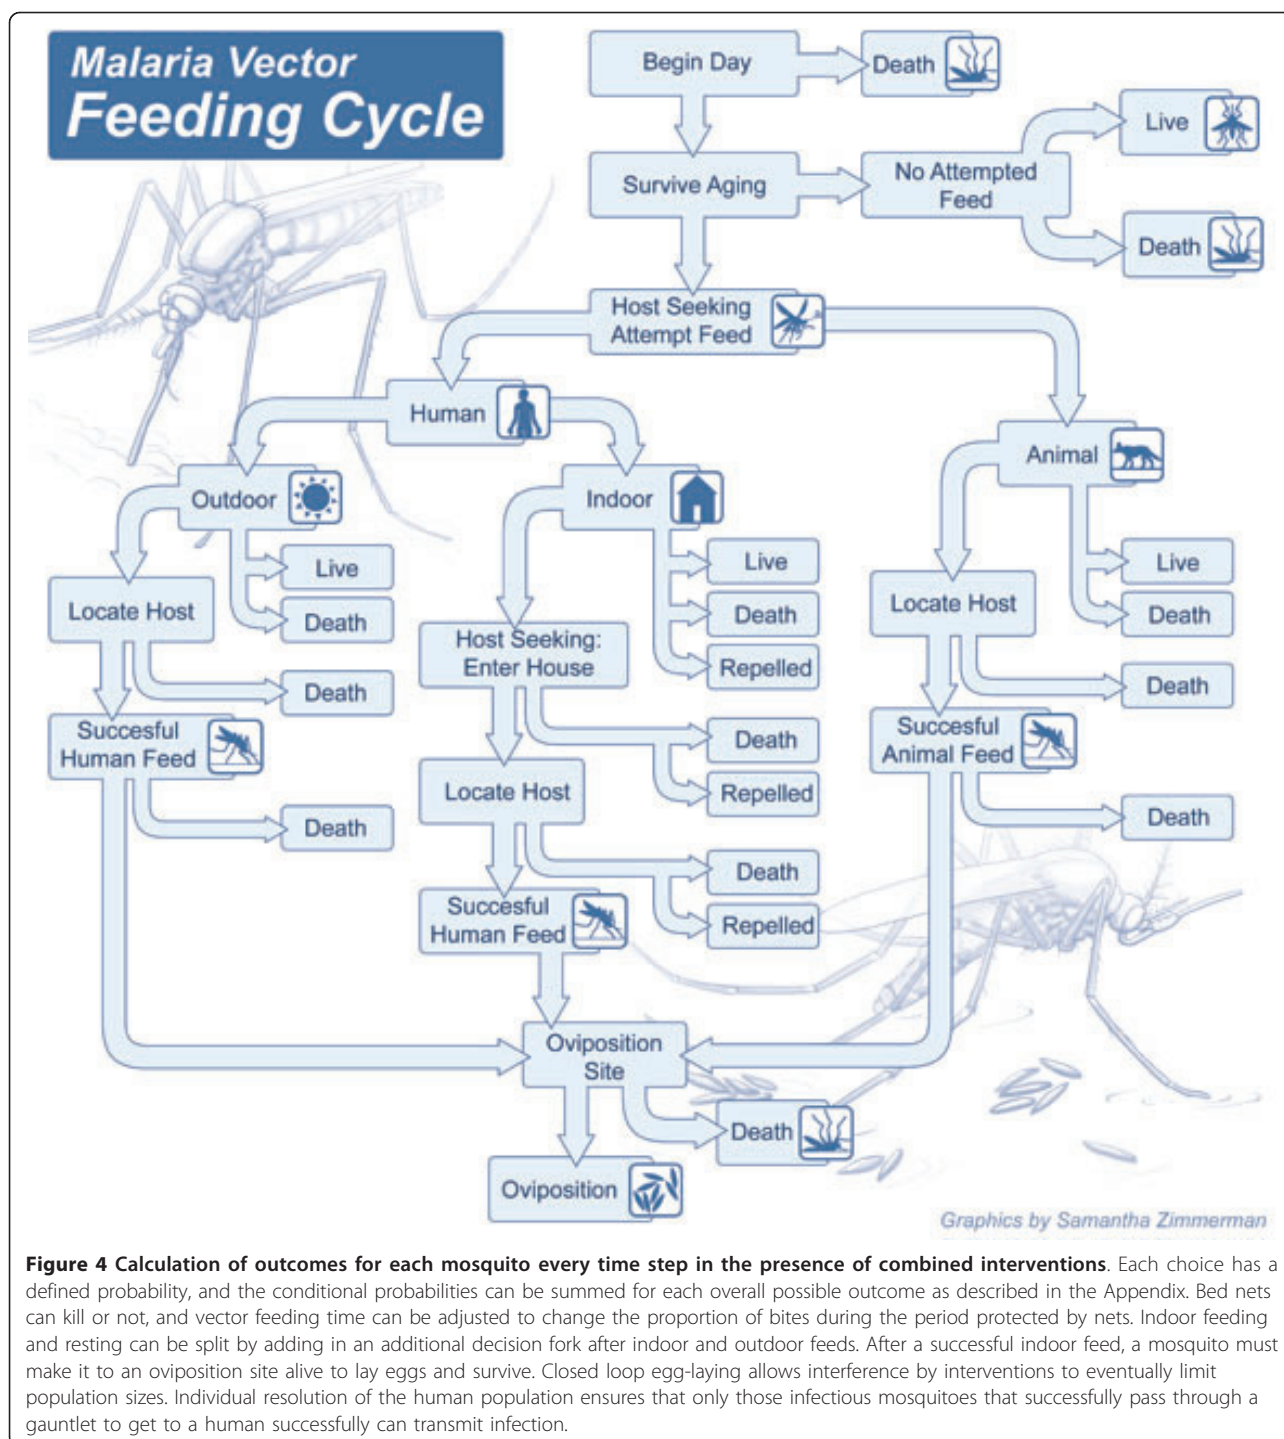 Malaria Vector
Feeding Cycle
Begin Day
Death
Survive Aging
No Attempted
Feed
Live
Death
Host Seeking
Attempt Feed
Human
Animal
Outdoor
Indoor
Live
Death
Locate Host
Death
Succesful
Human Feed
Death
Live
Death
Repelled
Host Seeking:
Enter House
Death
Repelled
Locate Host
Death
Repelled
Succesful
Human Feed
Live
Death
Locate Host
Death
Succesful
Animal Feed
Death
Oviposition
Site
Death
Oviposition
Graphics by Samantha Zimmerman
Figure 4 Calculation of outcomes for each mosquito every time step in the presence of combined interventions. Each choice has a
defined probability, and the conditional probabilities can be summed for each overall possible outcome as described in the Appendix. Bed nets
can kill or not, and vector feeding time can be adjusted to change the proportion of bites during the period protected by nets. Indoor feeding
and resting can be split by adding in an additional decision fork after indoor and outdoor feeds. After a successful indoor feed, a mosquito must
make it to an oviposition site alive to lay eggs and survive. Closed loop egg-laying allows interference by interventions to eventually limit
population sizes. Individual resolution of the human population ensures that only those infectious mosquitoes that successfully pass through a
gauntlet to get to a human successfully can transmit infection.